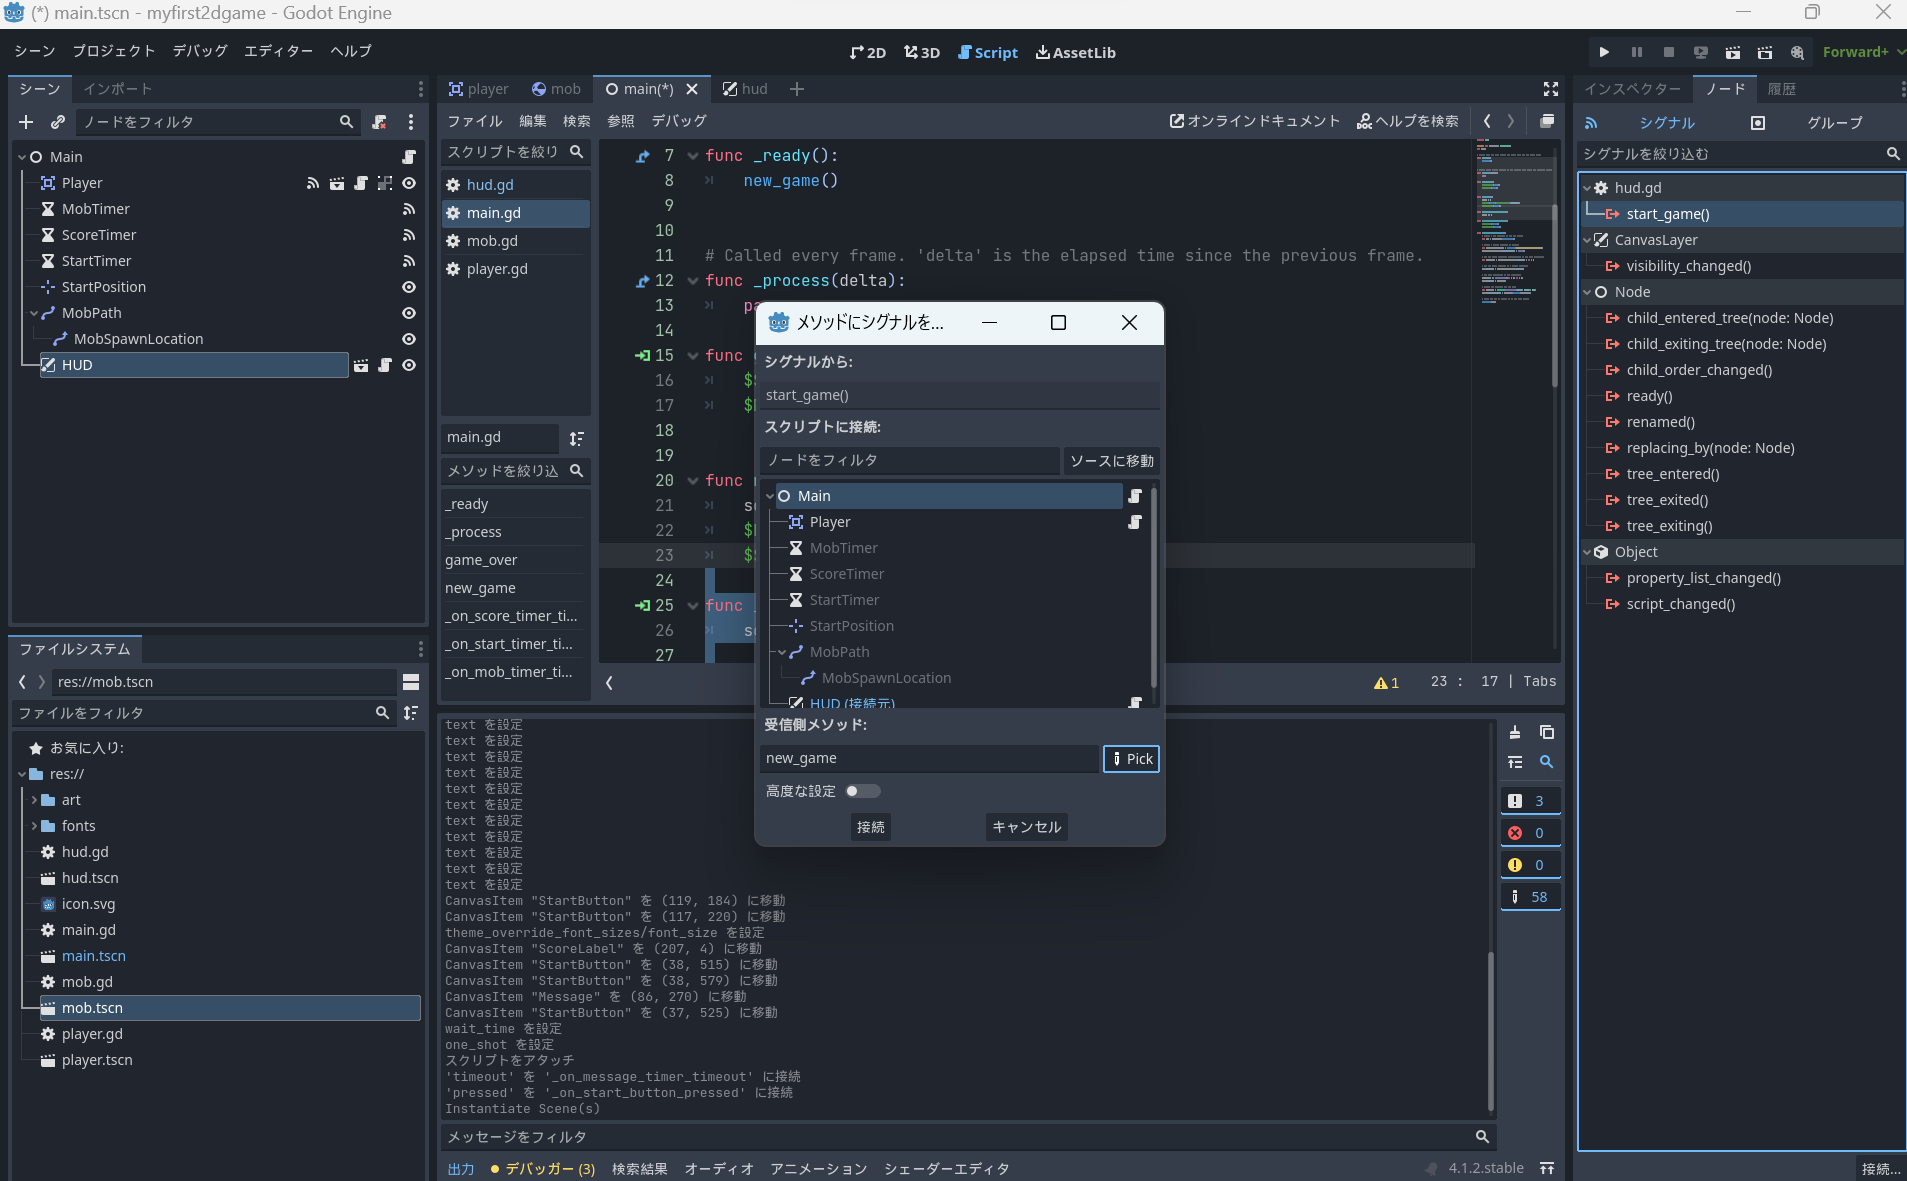 (*) main.tscn - myfirst2dgame - Godot Engine
シーン プロジェクト デバッグ エディター ヘルプ
2D 3D Script AssetLib
Forward+
シーン インポート
ノードをフィルタ
Main
Player
MobTimer
ScoreTimer
StartTimer
StartPosition
MobPath
MobSpawnLocation
HUD
ファイルシステム
res://mob.tscn
ファイルをフィルタ
お気に入り:
res://
art
fonts
hud.gd
hud.tscn
icon.svg
main.gd
main.tscn
mob.gd
mob.tscn
player.gd
player.tscn
player mob main(*) hud
ファイル 編集 検索 参照 デバッグ
オンラインドキュメント ヘルプを検索
スクリプトを絞り
hud.gd
main.gd
mob.gd
player.gd
main.gd
メソッドを絞り込
_ready
_process
game_over
new_game
_on_score_timer_ti...
_on_start_timer_ti...
_on_mob_timer_ti...
7 func _ready():
8 new_game()
9
10
11 # Called every frame. 'delta' is the elapsed time since the previous frame.
12 func _process(delta):
13 pa
14
15 func
16 $
17 $
18
19
20 func
21 s
22 $
23 $
24
25 func
26 s
27
1 23 : 17 | Tabs
メソッドにシグナルを...
シグナルから:
start_game()
スクリプトに接続:
ノードをフィルタ ソースに移動
Main
Player
MobTimer
ScoreTimer
StartTimer
StartPosition
MobPath
MobSpawnLocation
HUD (接続元)
受信側メソッド:
new_game Pick
高度な設定
接続 キャンセル
text を設定
text を設定
text を設定
text を設定
text を設定
text を設定
text を設定
text を設定
text を設定
text を設定
text を設定
CanvasItem "StartButton" を (119, 184) に移動
CanvasItem "StartButton" を (117, 220) に移動
theme_override_font_sizes/font_size を設定
CanvasItem "ScoreLabel" を (207, 4) に移動
CanvasItem "StartButton" を (38, 515) に移動
CanvasItem "StartButton" を (38, 579) に移動
CanvasItem "Message" を (86, 270) に移動
CanvasItem "StartButton" を (37, 525) に移動
wait_time を設定
one_shot を設定
スクリプトをアタッチ
'timeout' を '_on_message_timer_timeout' に接続
'pressed' を '_on_start_button_pressed' に接続
Instantiate Scene(s)
メッセージをフィルタ
3
0
0
58
出力 デバッガー (3) 検索結果 オーディオ アニメーション シェーダーエディタ
4.1.2.stable
インスペクター ノード 履歴
シグナル グループ
シグナルを絞り込む
hud.gd
start_game()
CanvasLayer
visibility_changed()
Node
child_entered_tree(node: Node)
child_exiting_tree(node: Node)
child_order_changed()
ready()
renamed()
replacing_by(node: Node)
tree_entered()
tree_exited()
tree_exiting()
Object
property_list_changed()
script_changed()
接続...